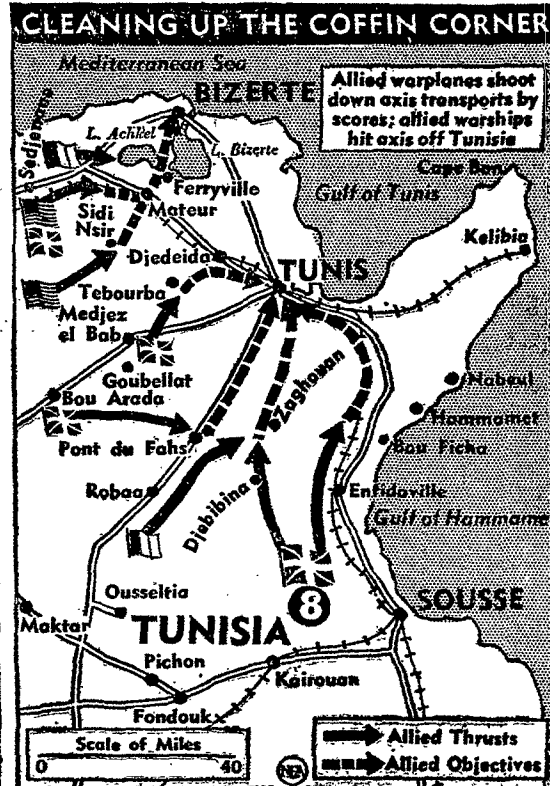 CLEANING UP THE COFFIN CORNER
Mediterranean Sea
BIZERTE
Allied warplanes shoot
down axis transports by
scores; allied warships
hit axis off Tunisia
Sedjenane
L. Achkel
L. Bizerte
Cape Bon
Ferryville
Gulf of Tunis
Sidi
Nsir
Mateur
Kelibia
Djedeida
TUNIS
Tebourba
Medjez
el Bab
Goubellat
Bou Arada
Zaghouan
Nabeul
Hammamet
Pont du Fahs
Bou Ficha
Robaa
Djebibina
Enfidaville
Gulf of Hammame
Ousseltia
8
SOUSSE
Maktar
TUNISIA
Pichon
Kairouan
Fondouk
Scale of Miles
0 40
NEA
Allied Thrusts
Allied Objectives